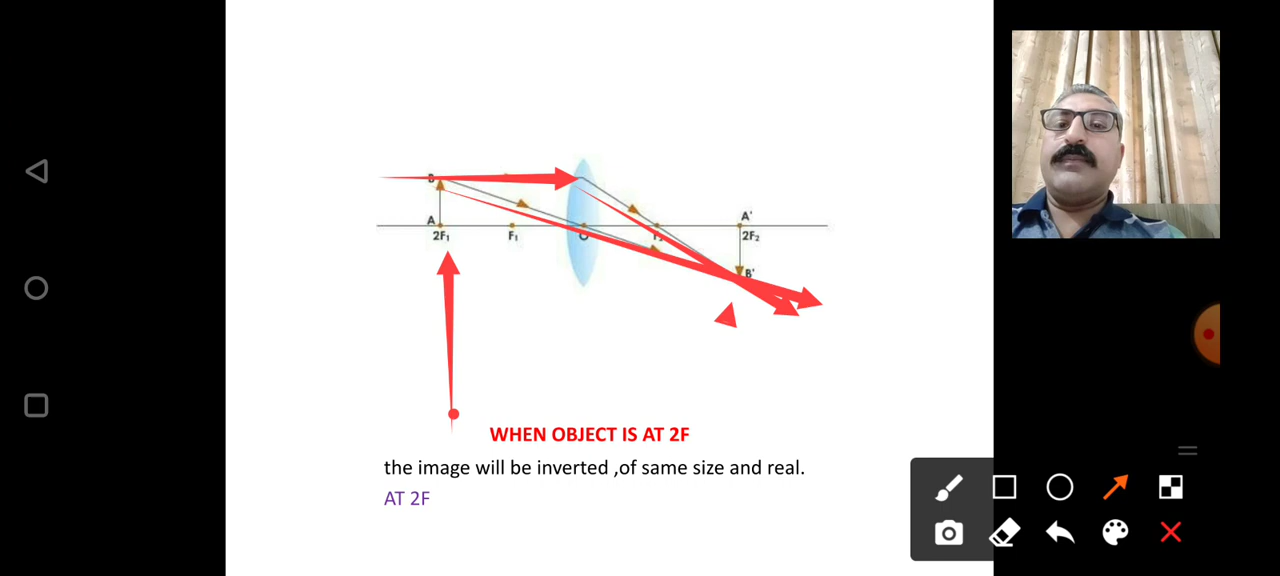 B
A
2F₁
F₁
O
A'
2F₂
B'
WHEN OBJECT IS AT 2F
the image will be inverted ,of same size and real.
AT 2F